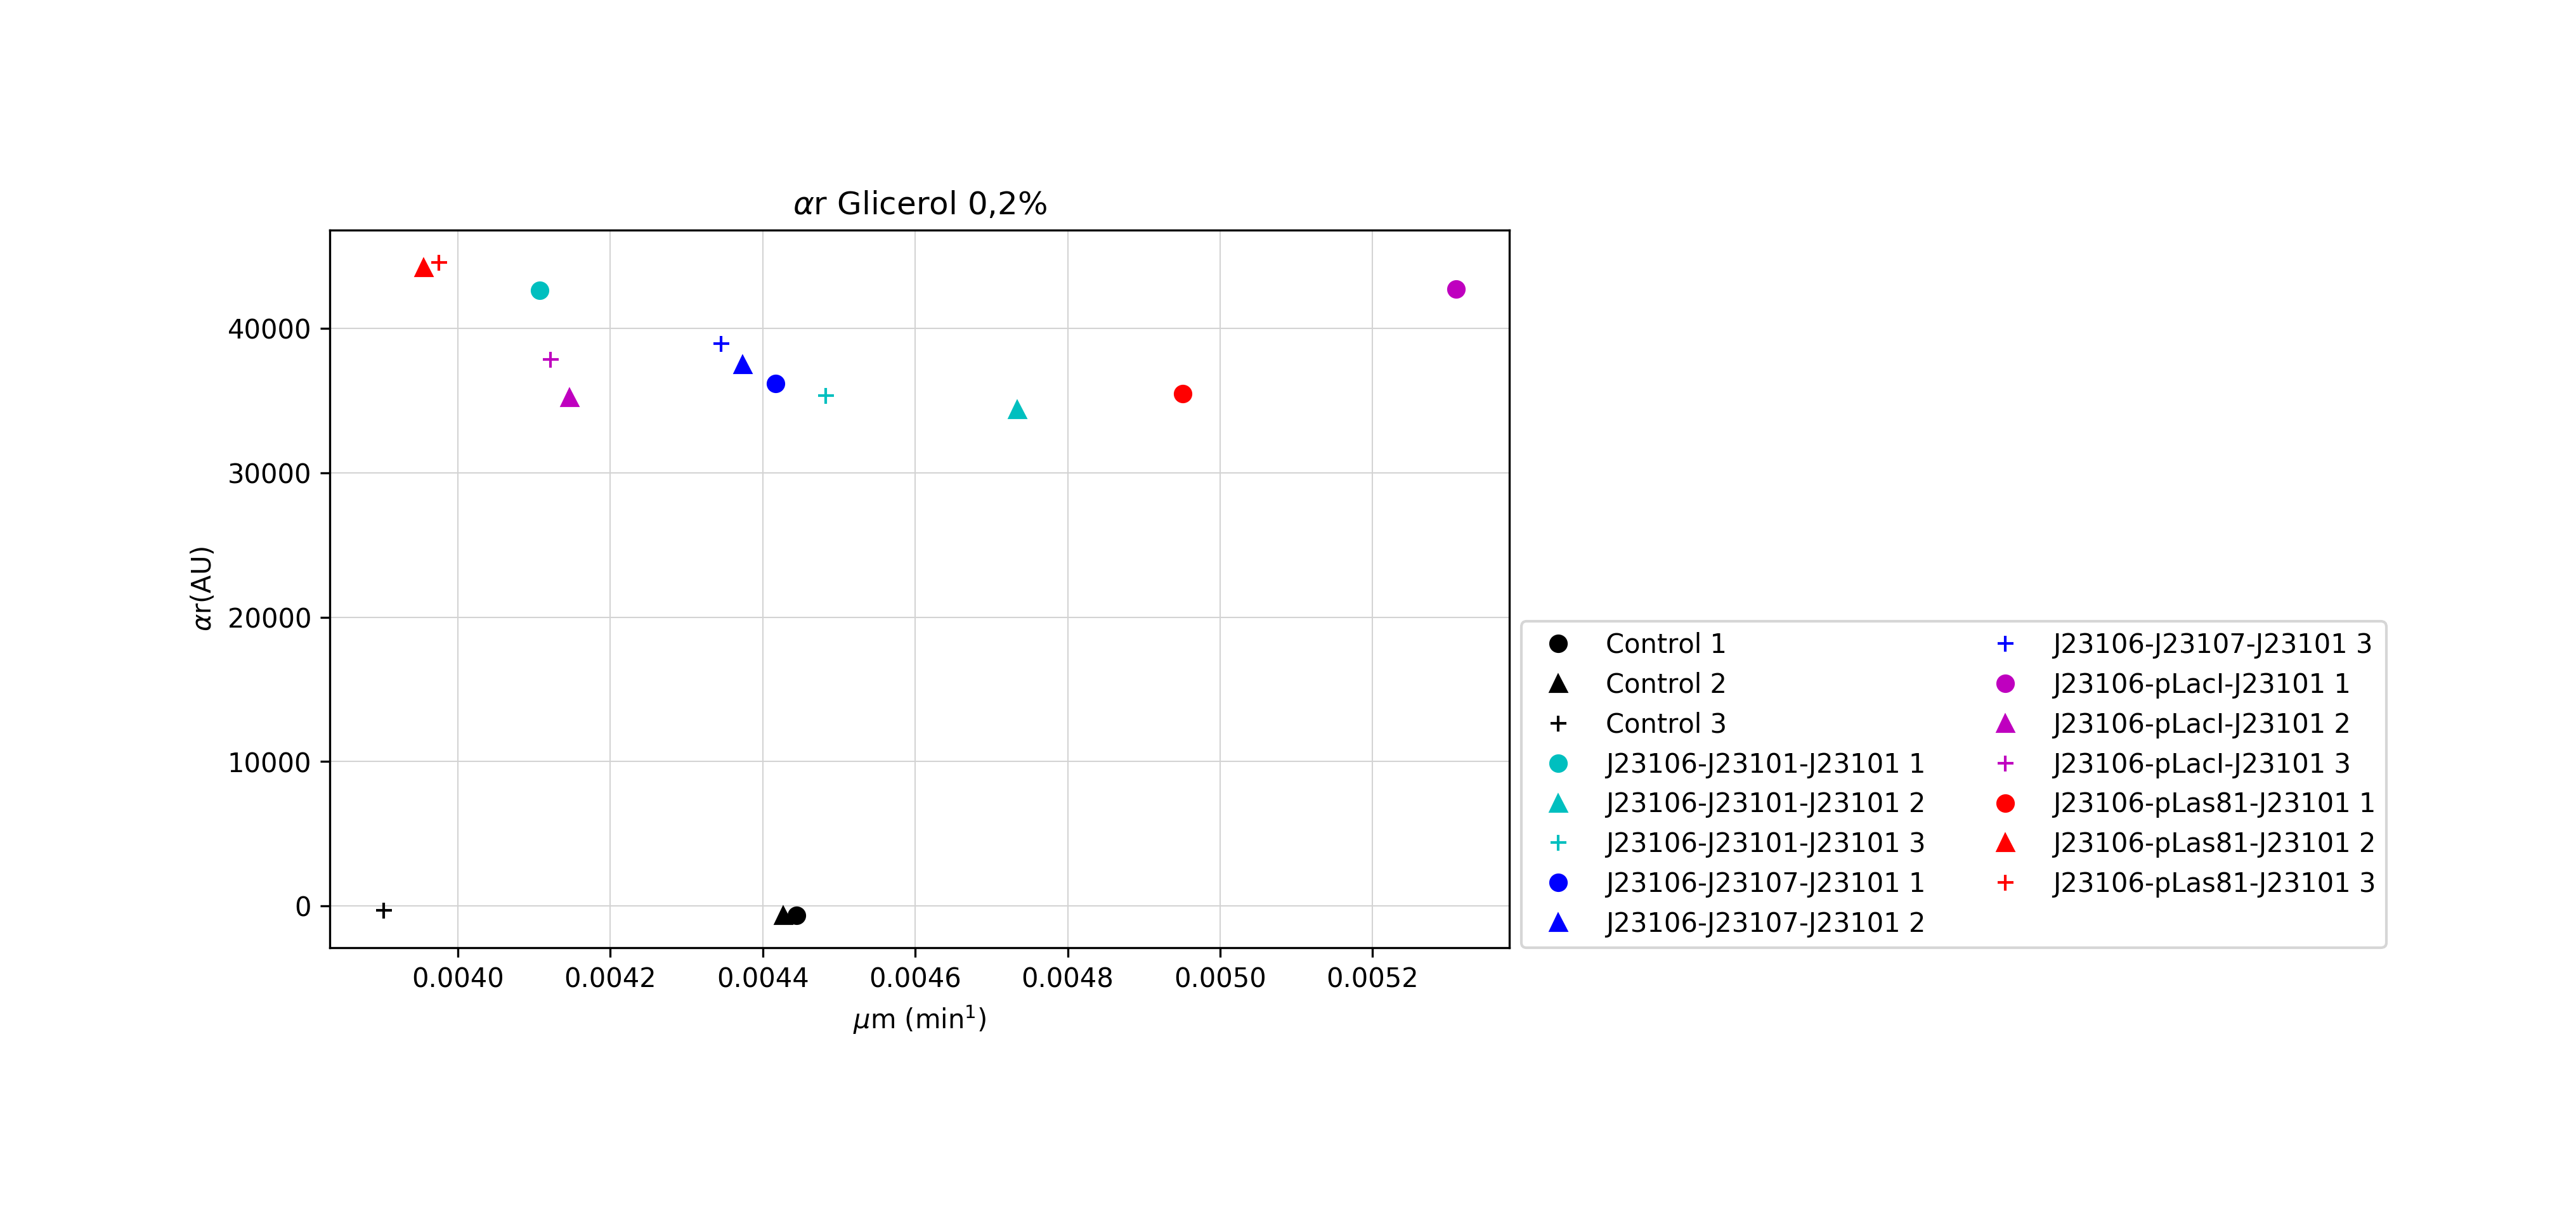 αr Glicerol 0,2%
αr(AU)
40000
30000
20000
10000
0
0.0040 0.0042 0.0044 0.0046 0.0048 0.0050 0.0052
μm (min¹)
Control 1
Control 2
Control 3
J23106-J23101-J23101 1
J23106-J23101-J23101 2
J23106-J23101-J23101 3
J23106-J23107-J23101 1
J23106-J23107-J23101 2
J23106-J23107-J23101 3
J23106-pLacI-J23101 1
J23106-pLacI-J23101 2
J23106-pLacI-J23101 3
J23106-pLas81-J23101 1
J23106-pLas81-J23101 2
J23106-pLas81-J23101 3